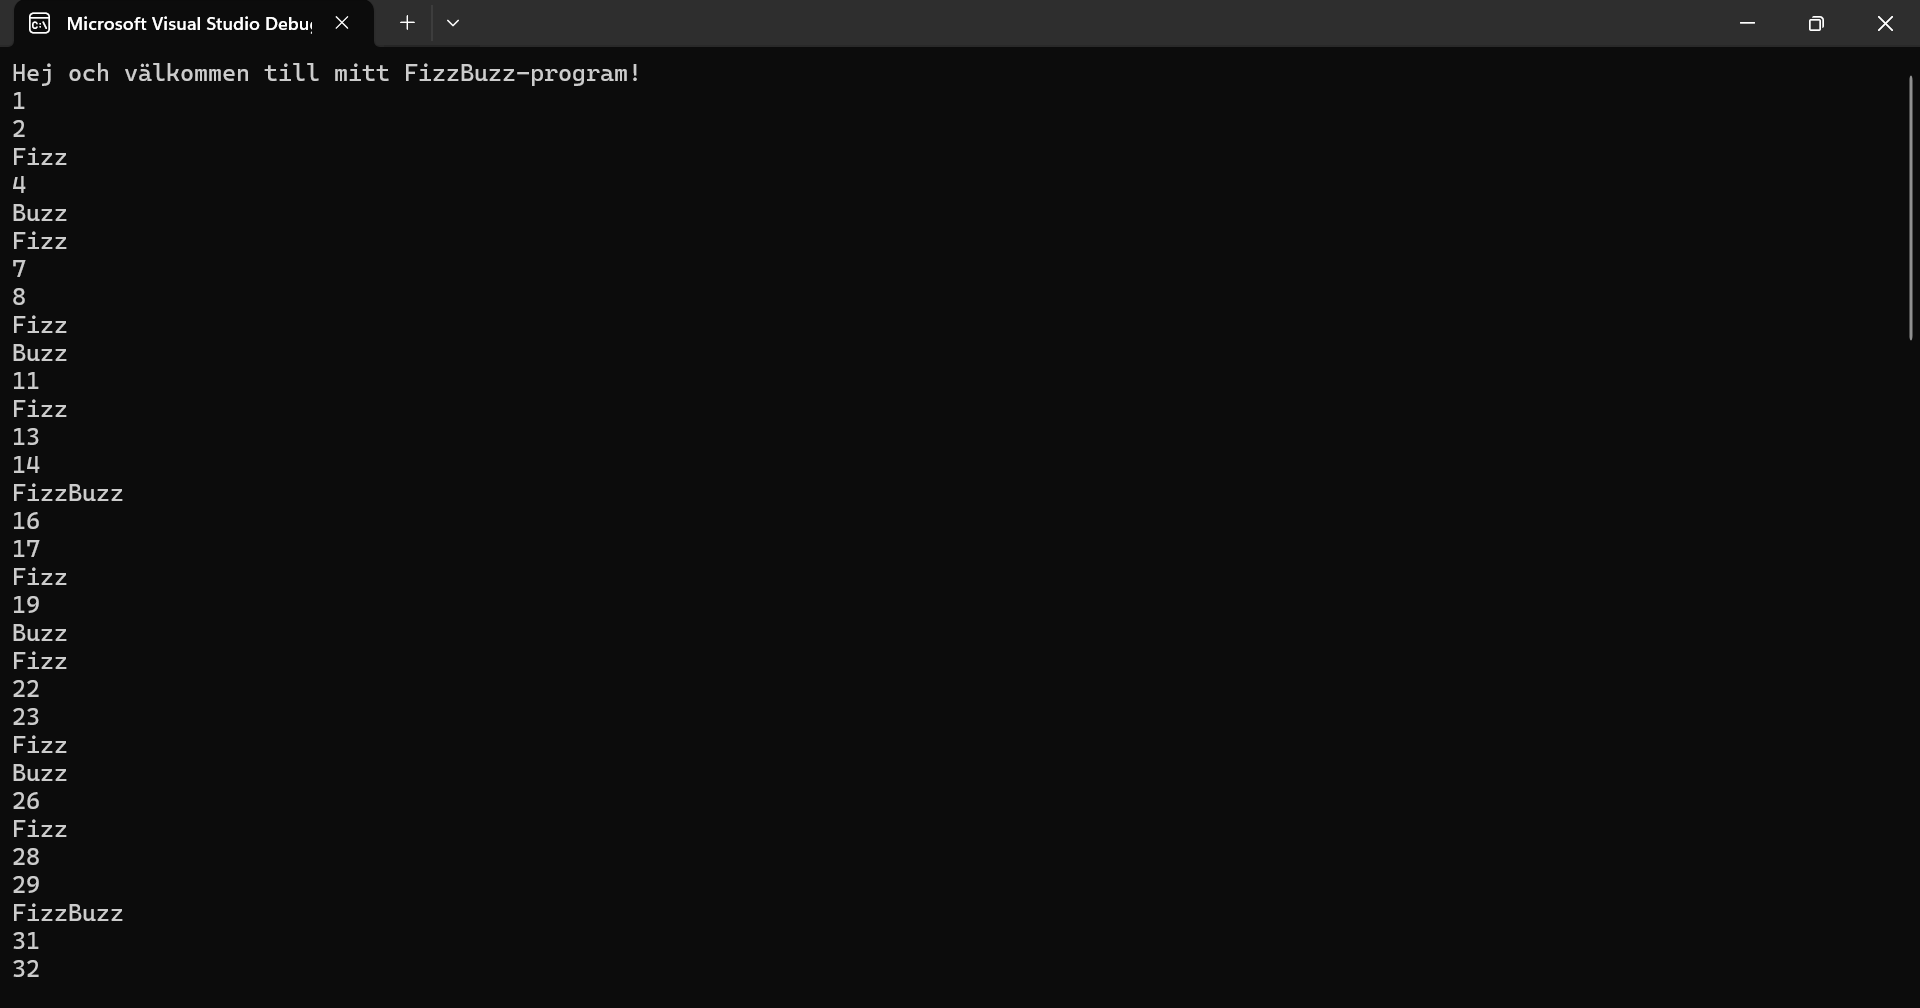 Microsoft Visual Studio Debug
Hej och välkommen till mitt FizzBuzz-program!
1
2
Fizz
4
Buzz
Fizz
7
8
Fizz
Buzz
11
Fizz
13
14
FizzBuzz
16
17
Fizz
19
Buzz
Fizz
22
23
Fizz
Buzz
26
Fizz
28
29
FizzBuzz
31
32